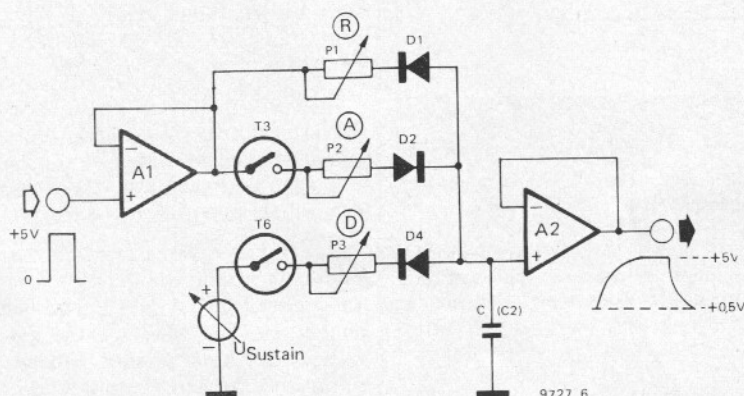 R
P1
D1
A
T3
P2
D2
−
A1
+
D
T6
P3
D4
−
A2
+
+5V
0
+5V
+0,5V
C (C2)
+
−
USustain
9727 6